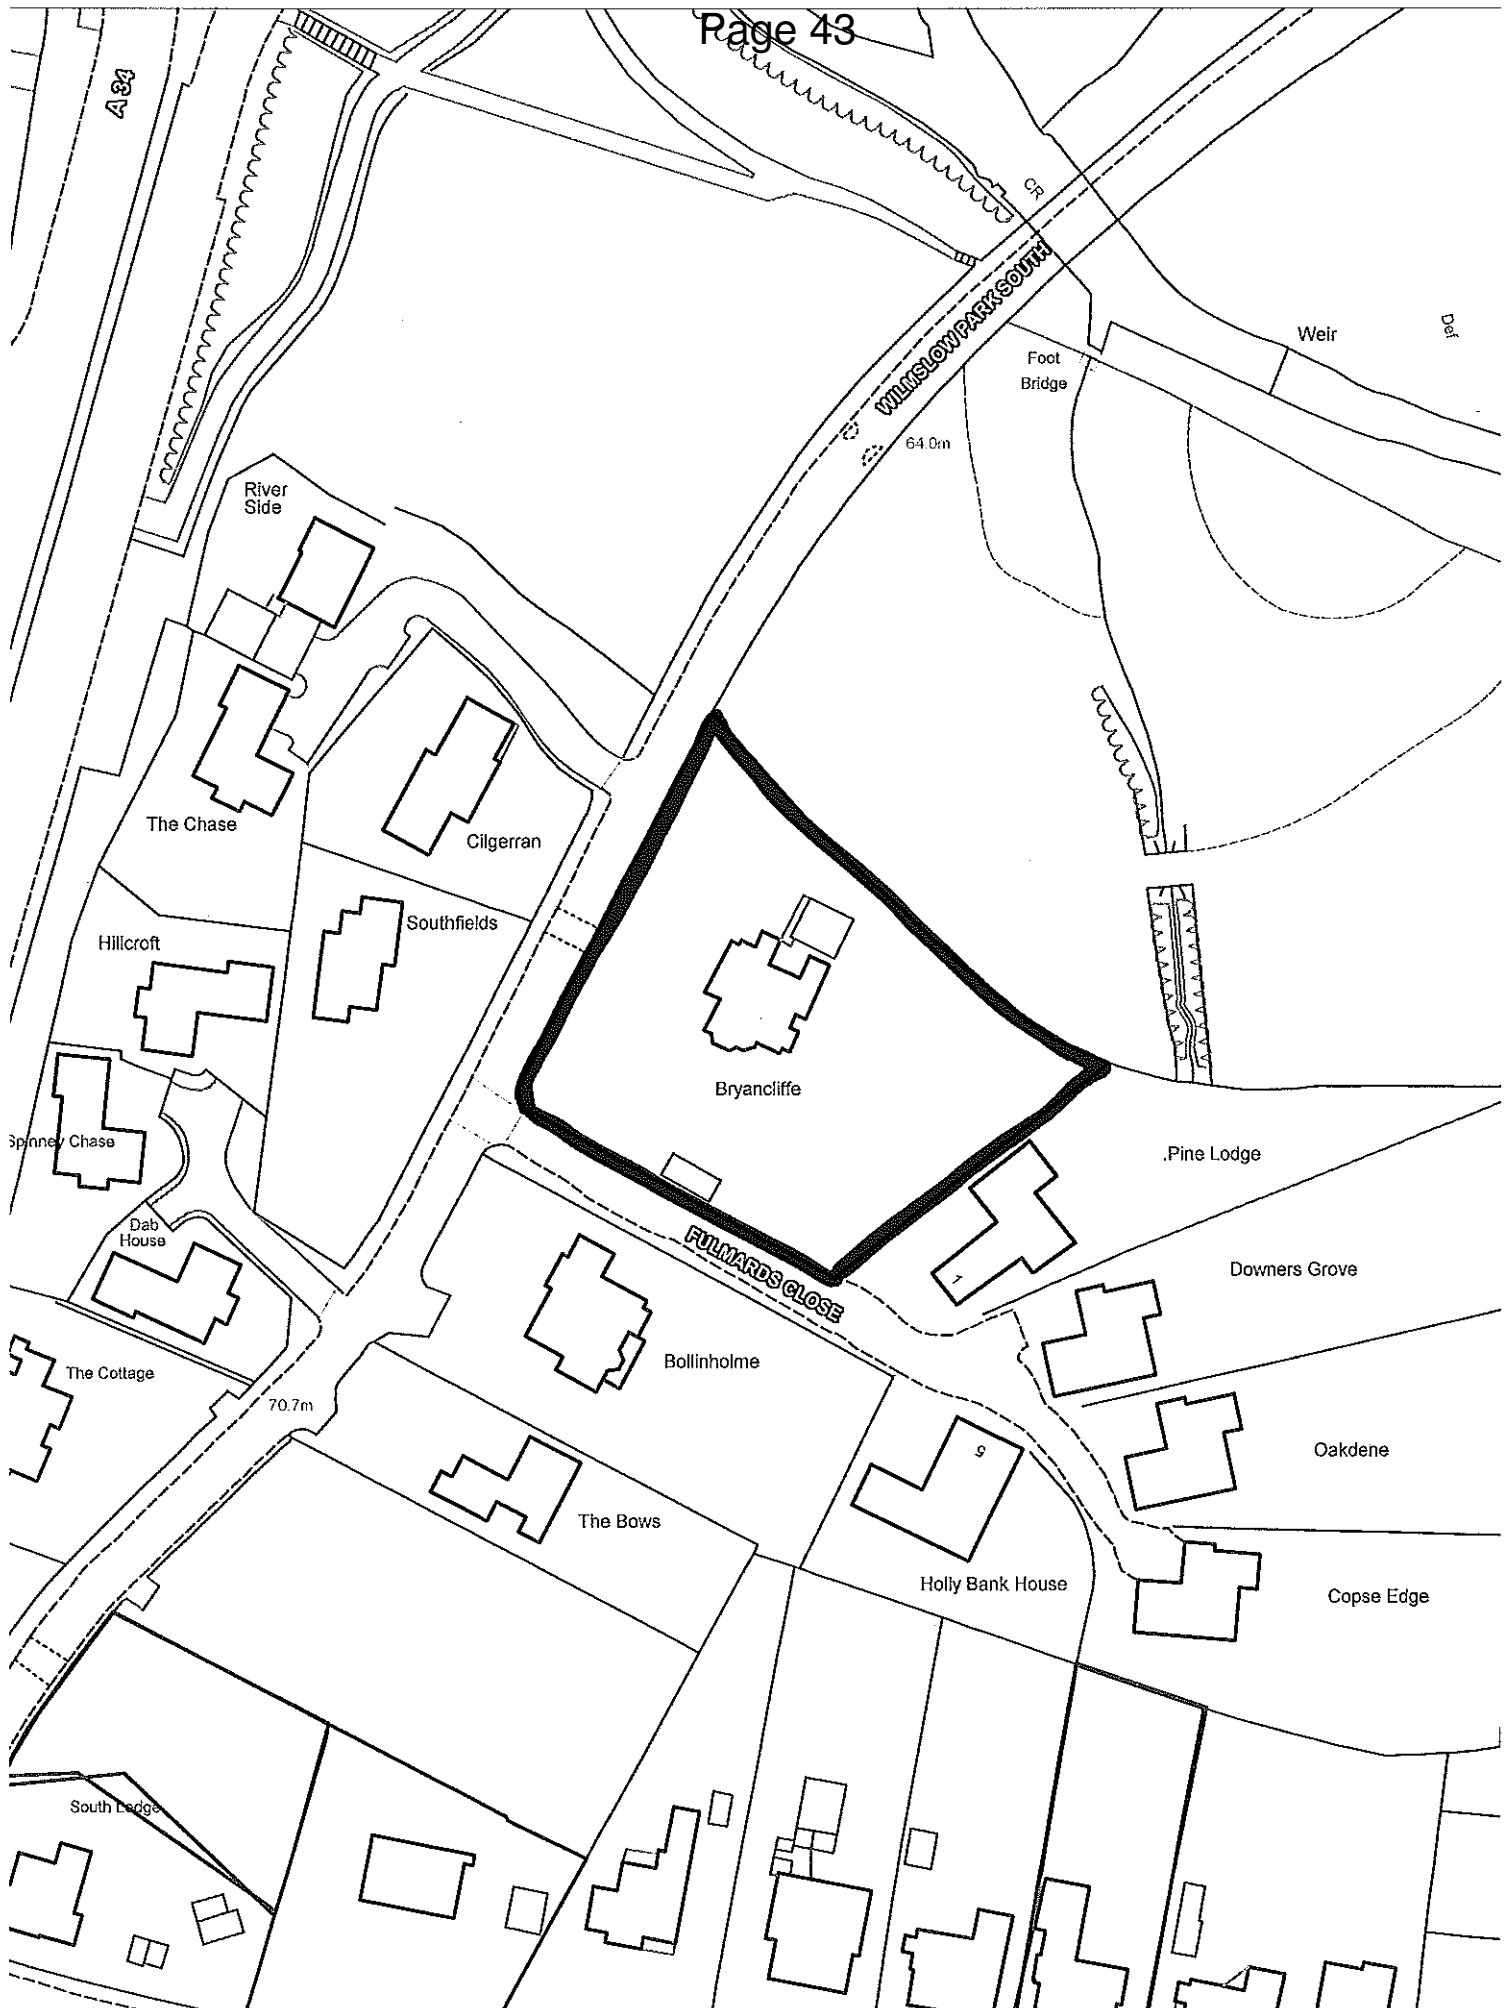 Page 43
A 34
CR
WILMSLOW PARK SOUTH
Weir
Def
Foot
Bridge
64.0m
River
Side
The Chase
Cilgerran
Southfields
Hillcroft
Bryancliffe
Spinney Chase
.Pine Lodge
Dab
House
FULMARDS CLOSE
1
Downers Grove
The Cottage
Bollinholme
70.7m
5
Oakdene
The Bows
Holly Bank House
Copse Edge
South Lodge